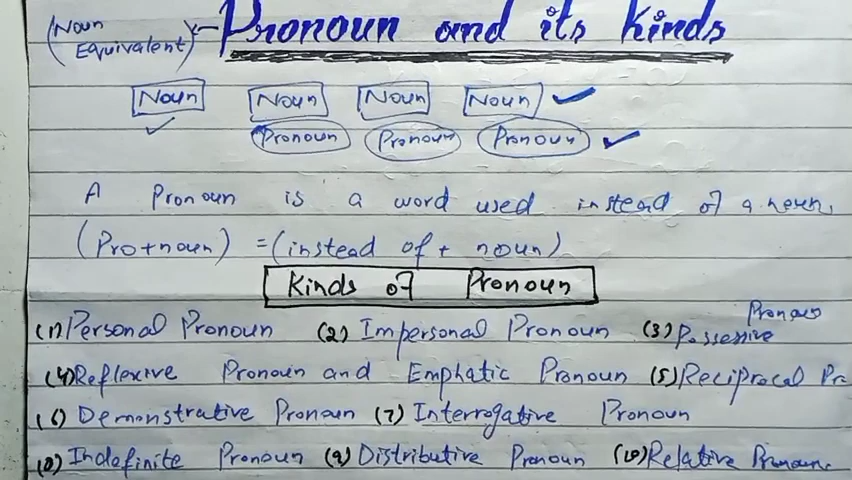 (Noun Equivalent) Pronoun and its Kinds
Noun Noun Noun Noun
Pronoun Pronoun Pronoun
A Pronoun is a word used instead of a noun,
(Pro+noun) = (instead of + noun)
Kinds of Pronoun
(1) Personal Pronoun (2) Impersonal Pronoun (3) Possessive Pronoun
(4) Reflexive Pronoun and Emphatic Pronoun (5) Reciprocal Pr
(6) Demonstrative Pronoun (7) Interrogative Pronoun
(8) Indefinite Pronoun (9) Distributive Pronoun (10) Relative Pronoun